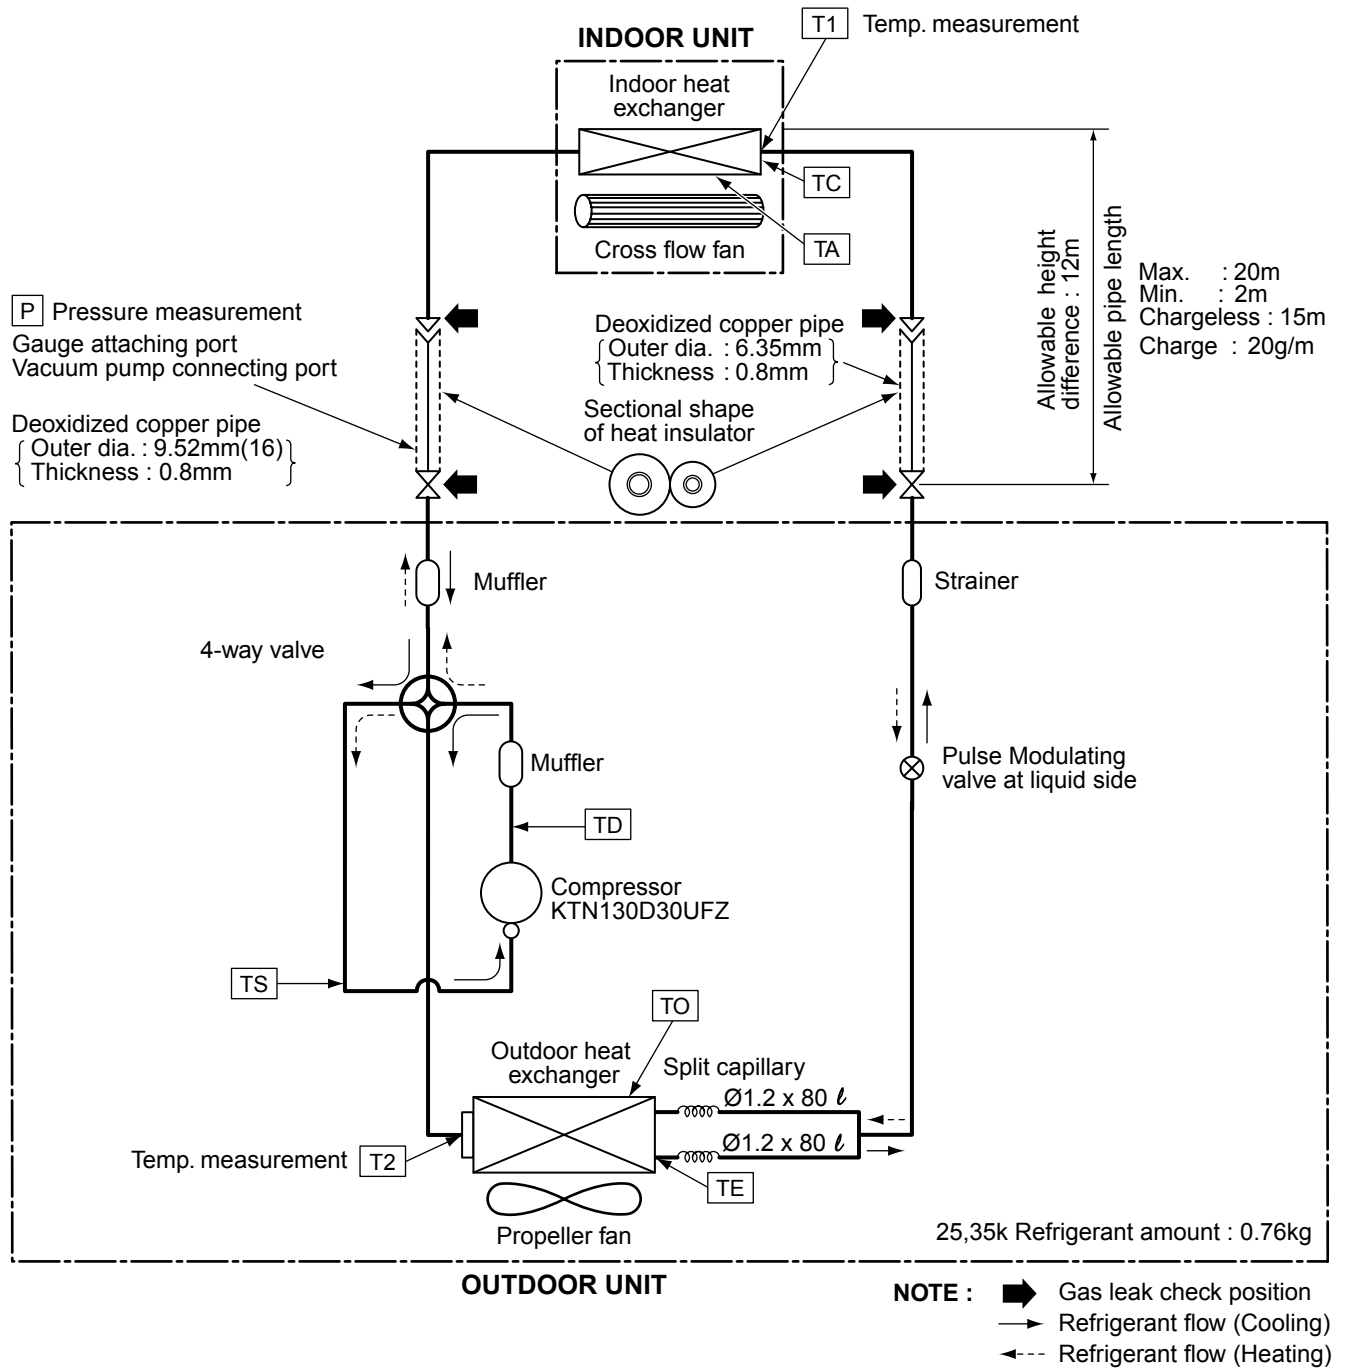 T1 Temp. measurement
INDOOR UNIT
Indoor heat
exchanger
TC
Cross flow fan
TA
Allowable height
difference : 12m
Allowable pipe length
Max. : 20m
Min. : 2m
Chargeless : 15m
Charge : 20g/m
P Pressure measurement
Gauge attaching port
Vacuum pump connecting port
Deoxidized copper pipe
Outer dia. : 9.52mm(16)
Thickness : 0.8mm
Deoxidized copper pipe
Outer dia. : 6.35mm
Thickness : 0.8mm
Sectional shape
of heat insulator
Muffler
Strainer
4-way valve
Muffler
Pulse Modulating
valve at liquid side
TD
Compressor
KTN130D30UFZ
TS
TO
Outdoor heat
exchanger
Split capillary
Ø1.2 x 80 ℓ
Ø1.2 x 80 ℓ
Temp. measurement T2
TE
Propeller fan
25,35k Refrigerant amount : 0.76kg
OUTDOOR UNIT
NOTE : Gas leak check position
Refrigerant flow (Cooling)
Refrigerant flow (Heating)